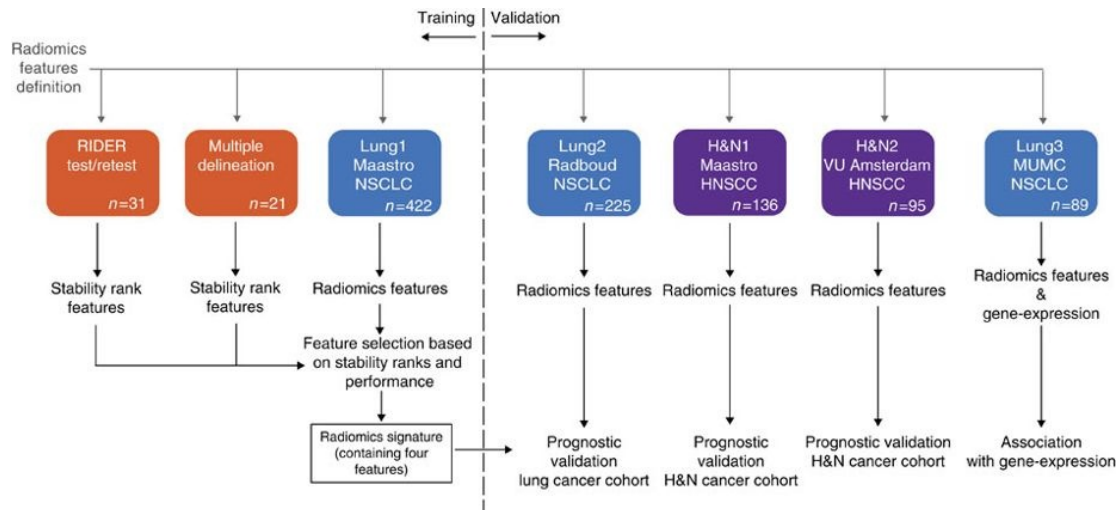 Training
Validation
Radiomics
features
definition
RIDER
test/retest
n=31
Multiple
delineation
n=21
Lung1
Maastro
NSCLC
n=422
Lung2
Radboud
NSCLC
n=225
H&N1
Maastro
HNSCC
n=136
H&N2
VU Amsterdam
HNSCC
n=95
Lung3
MUMC
NSCLC
n=89
Stability rank
features
Stability rank
features
Radiomics features
Radiomics features
Radiomics features
Radiomics features
Radiomics features
&
gene-expression
Feature selection based
on stability ranks and
performance
Radiomics signature
(containing four
features)
Prognostic
validation
lung cancer cohort
Prognostic
validation
H&N cancer cohort
Prognostic validation
H&N cancer cohort
Association
with gene-expression